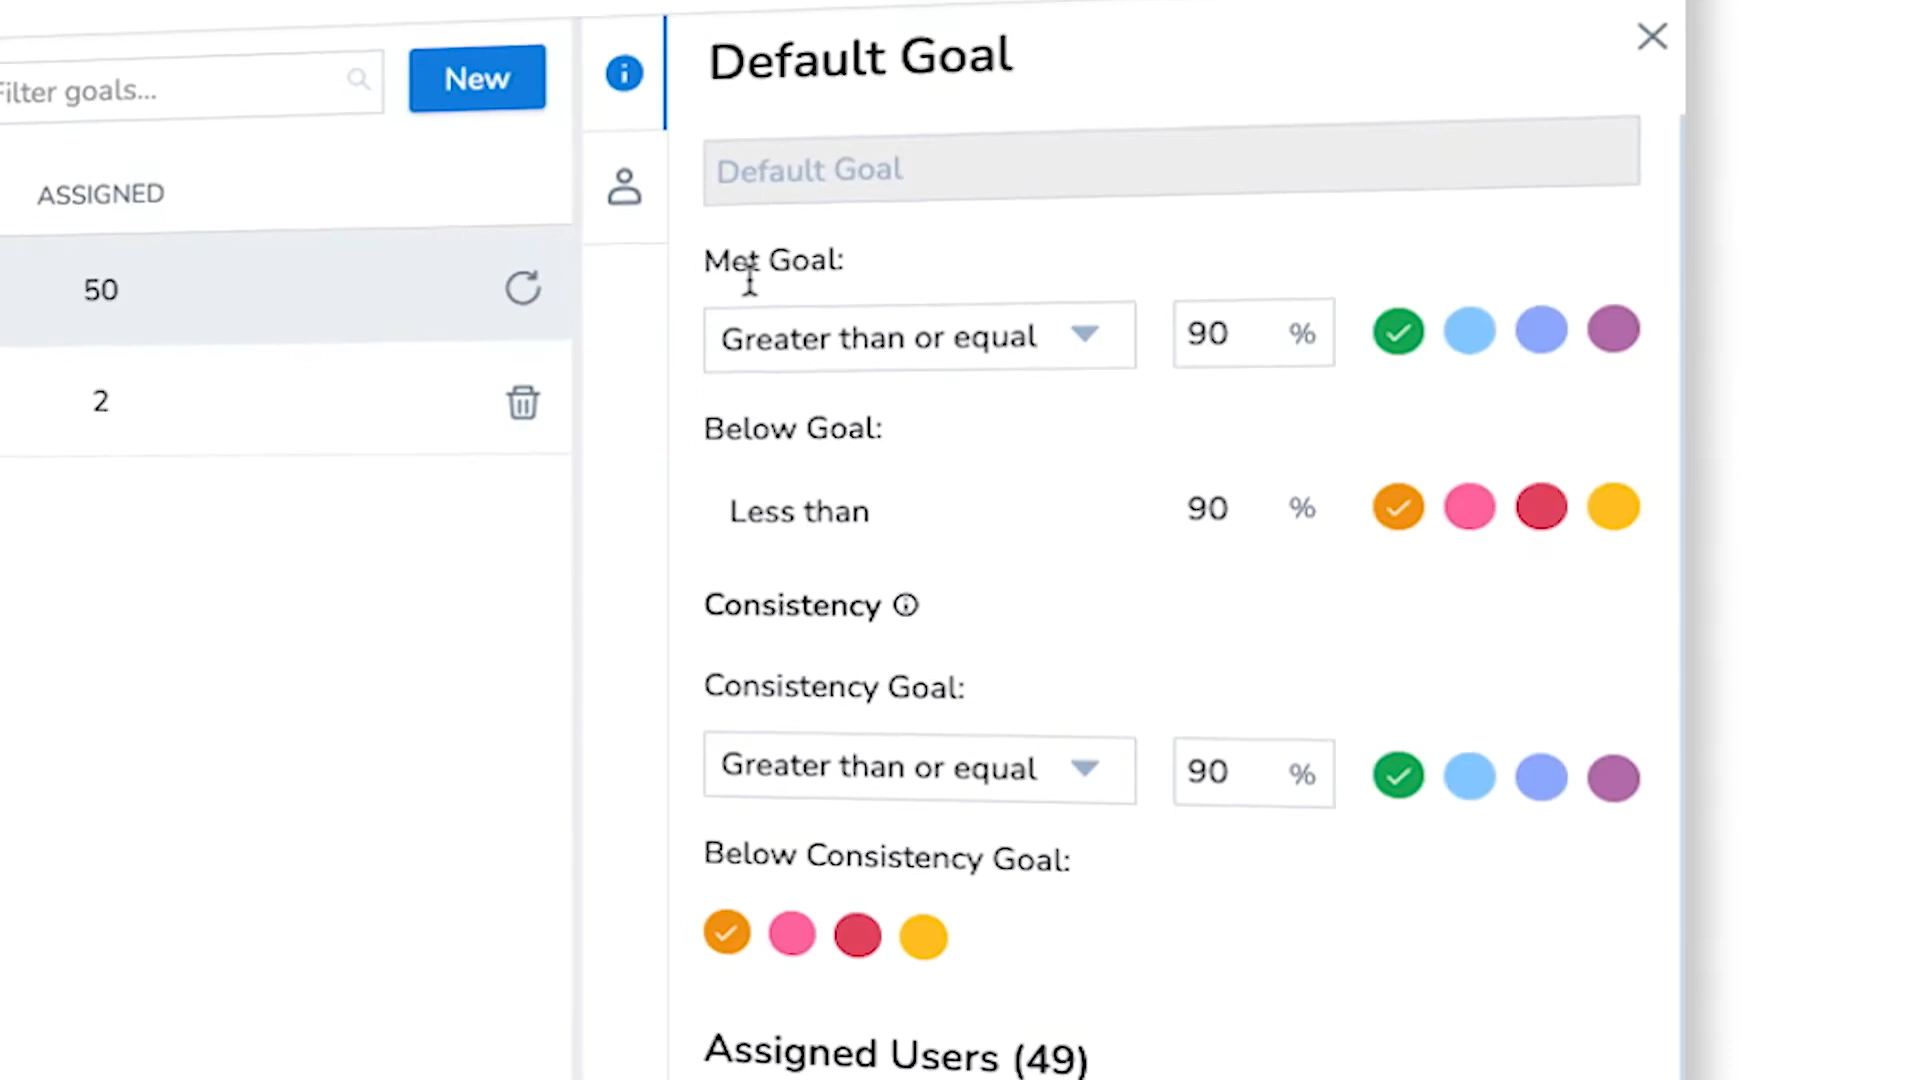 Filter goals...
New
ASSIGNED
50
2
Default Goal
Default Goal
Met Goal:
Greater than or equal
90 %
Below Goal:
Less than
90 %
Consistency
Consistency Goal:
Greater than or equal
90 %
Below Consistency Goal:
Assigned Users (49)